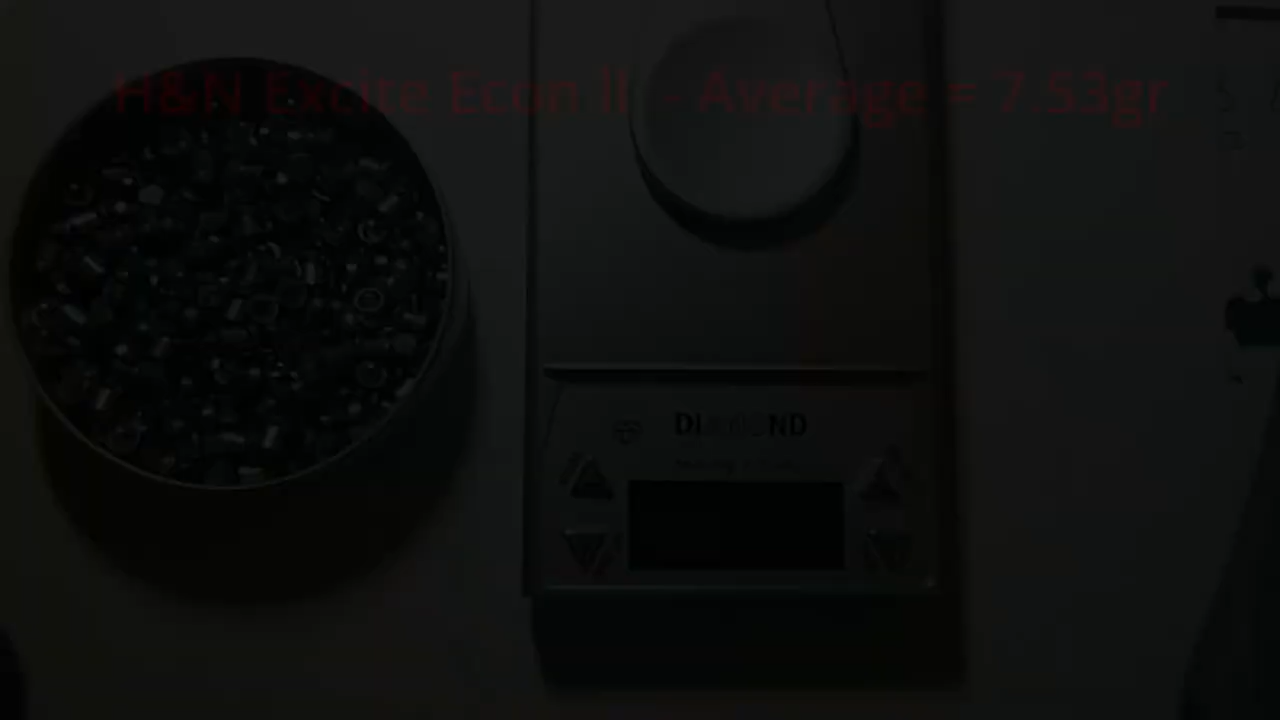 H&N Excite Econ II - Average = 7.53gr
DIAMOND